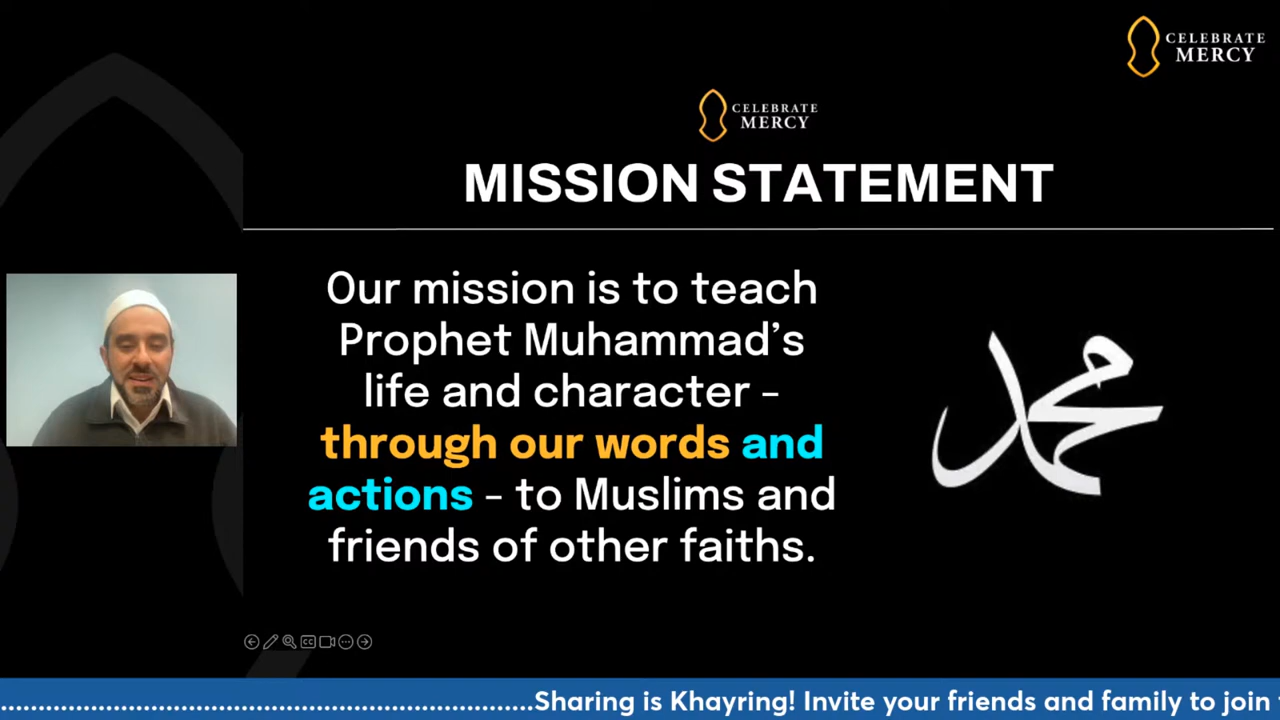 CELEBRATE
MERCY
CELEBRATE
MERCY
MISSION STATEMENT
Our mission is to teach
Prophet Muhammad’s
life and character –
through our words and
actions – to Muslims and
friends of other faiths.
محمد
CC
.............................................................................Sharing is Khayring! Invite your friends and family to join